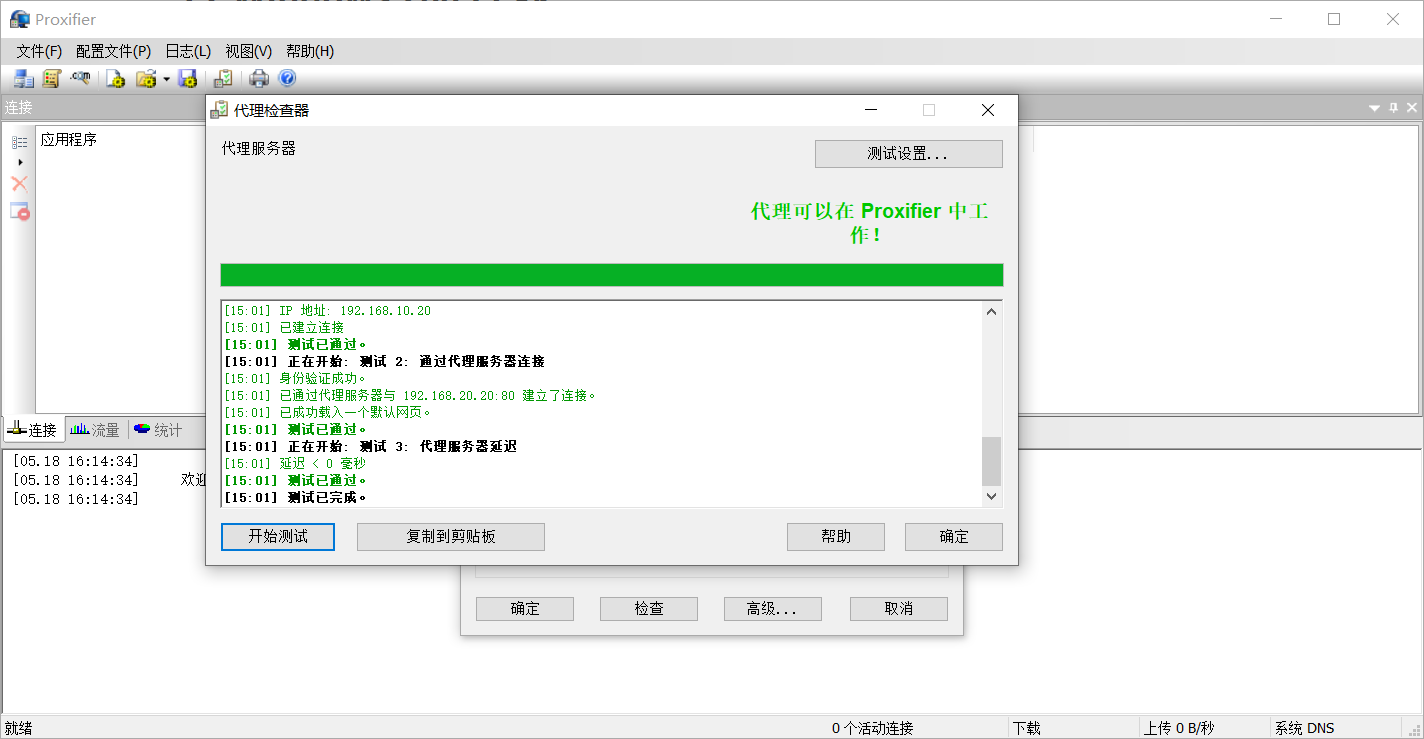 Proxifier
文件(F) 配置文件(P) 日志(L) 视图(V) 帮助(H)
.com
连接
应用程序
代理检查器
代理服务器
测试设置...
代理可以在 Proxifier 中工
作!
[15:01] IP 地址: 192.168.10.20
[15:01] 已建立连接
[15:01] 测试已通过。
[15:01] 正在开始: 测试 2: 通过代理服务器连接
[15:01] 身份验证成功。
[15:01] 已通过代理服务器与 192.168.20.20:80 建立了连接。
[15:01] 已成功载入一个默认网页。
[15:01] 测试已通过。
[15:01] 正在开始: 测试 3: 代理服务器延迟
[15:01] 延迟 < 0 毫秒
[15:01] 测试已通过。
[15:01] 测试已完成。
开始测试 复制到剪贴板 帮助 确定
确定 检查 高级... 取消
连接 流量 统计
[05.18 16:14:34]
[05.18 16:14:34] 欢迎
[05.18 16:14:34]
就绪 0 个活动连接 下载 上传 0 B/秒 系统 DNS